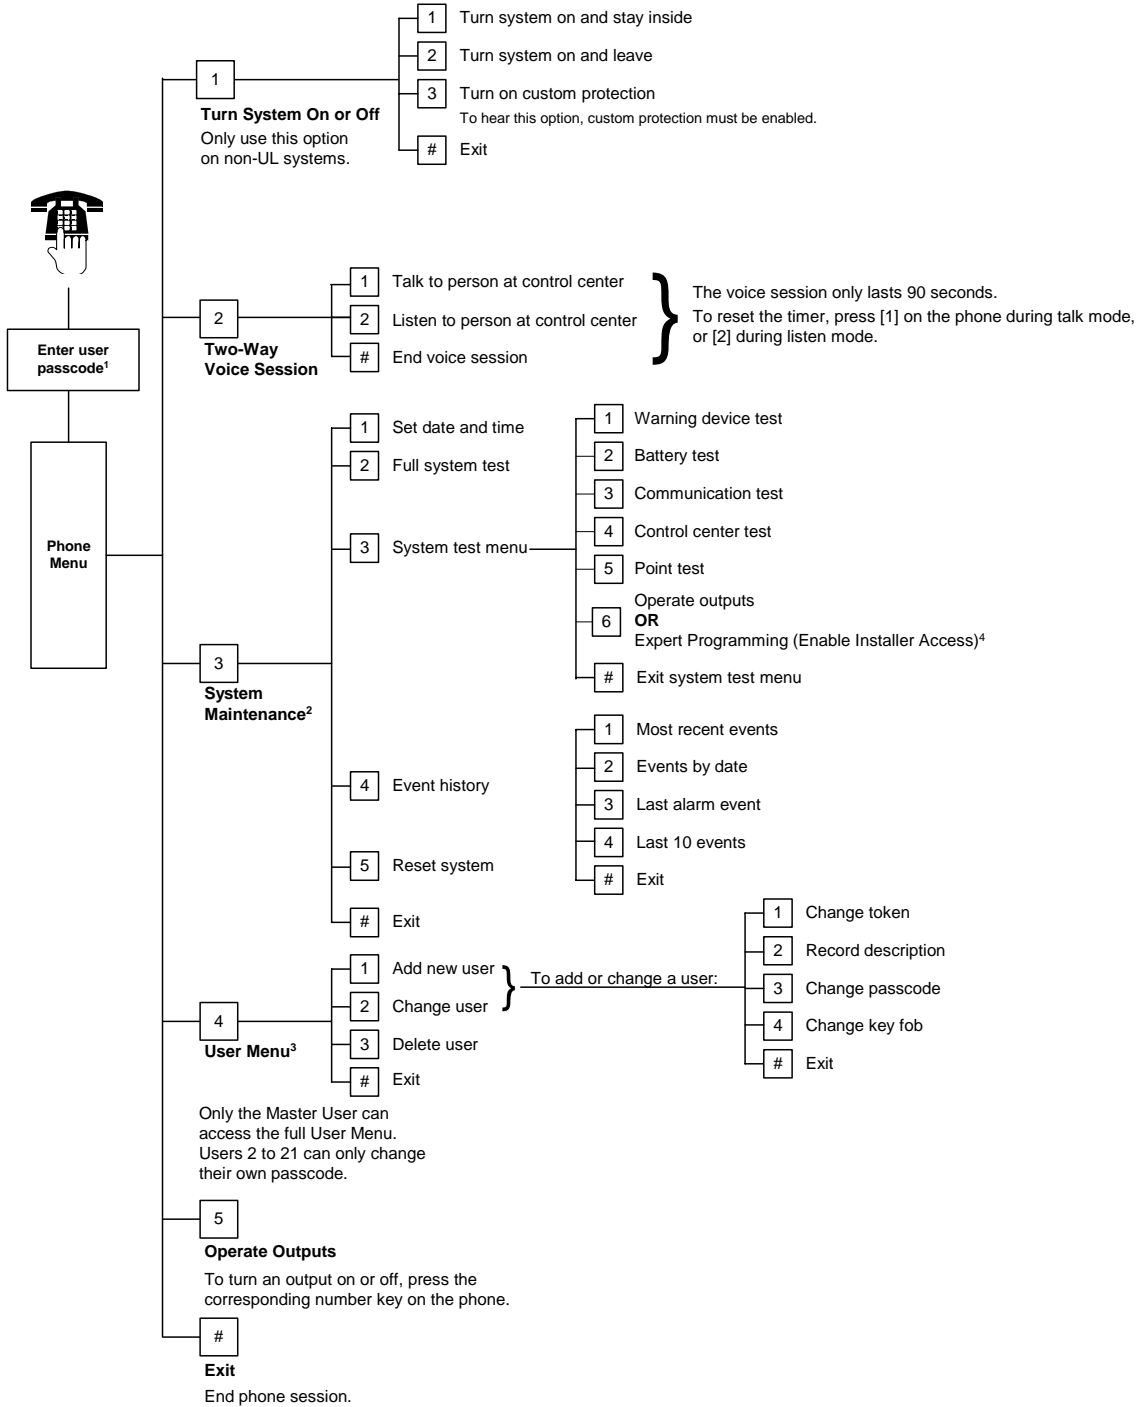 1 Turn system on and stay inside
2 Turn system on and leave
3 Turn on custom protection
To hear this option, custom protection must be enabled.
# Exit
1
Turn System On or Off
Only use this option
on non-UL systems.
Enter user
passcode1
Phone
Menu
2
Two-Way
Voice Session
1 Talk to person at control center
2 Listen to person at control center
# End voice session
}
The voice session only lasts 90 seconds.
To reset the timer, press [1] on the phone during talk mode,
or [2] during listen mode.
3
System
Maintenance2
1 Set date and time
2 Full system test
3 System test menu
1 Warning device test
2 Battery test
3 Communication test
4 Control center test
5 Point test
6
Operate outputs
OR
Expert Programming (Enable Installer Access)4
# Exit system test menu
4 Event history
1 Most recent events
2 Events by date
3 Last alarm event
4 Last 10 events
# Exit
5 Reset system
# Exit
4
User Menu3
1 Add new user
2 Change user
}
To add or change a user:
1 Change token
2 Record description
3 Change passcode
4 Change key fob
# Exit
3 Delete user
# Exit
Only the Master User can
access the full User Menu.
Users 2 to 21 can only change
their own passcode.
5
Operate Outputs
To turn an output on or off, press the
corresponding number key on the phone.
#
Exit
End phone session.